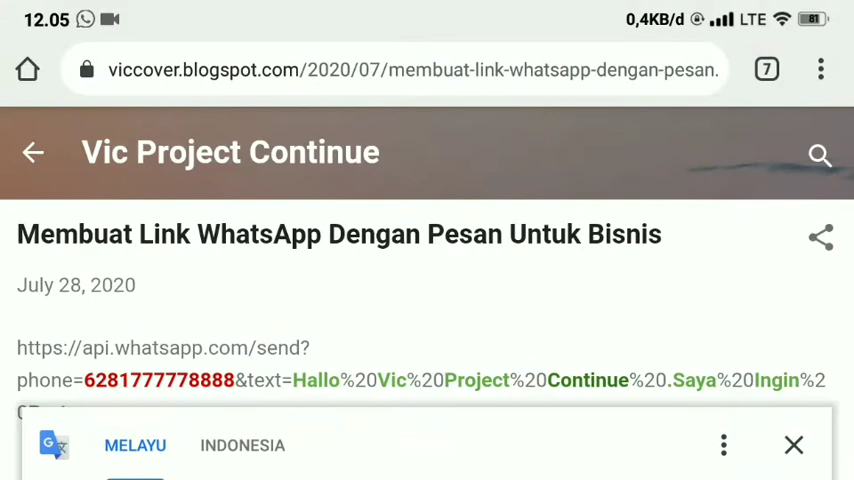 12.05 0,4KB/d LTE 81
viccover.blogspot.com/2020/07/membuat-link-whatsapp-dengan-pesan. 7
Vic Project Continue
Membuat Link WhatsApp Dengan Pesan Untuk Bisnis
July 28, 2020
https://api.whatsapp.com/send?
phone=6281777778888&text=Hallo%20Vic%20Project%20Continue%20.Saya%20Ingin%2
MELAYU INDONESIA